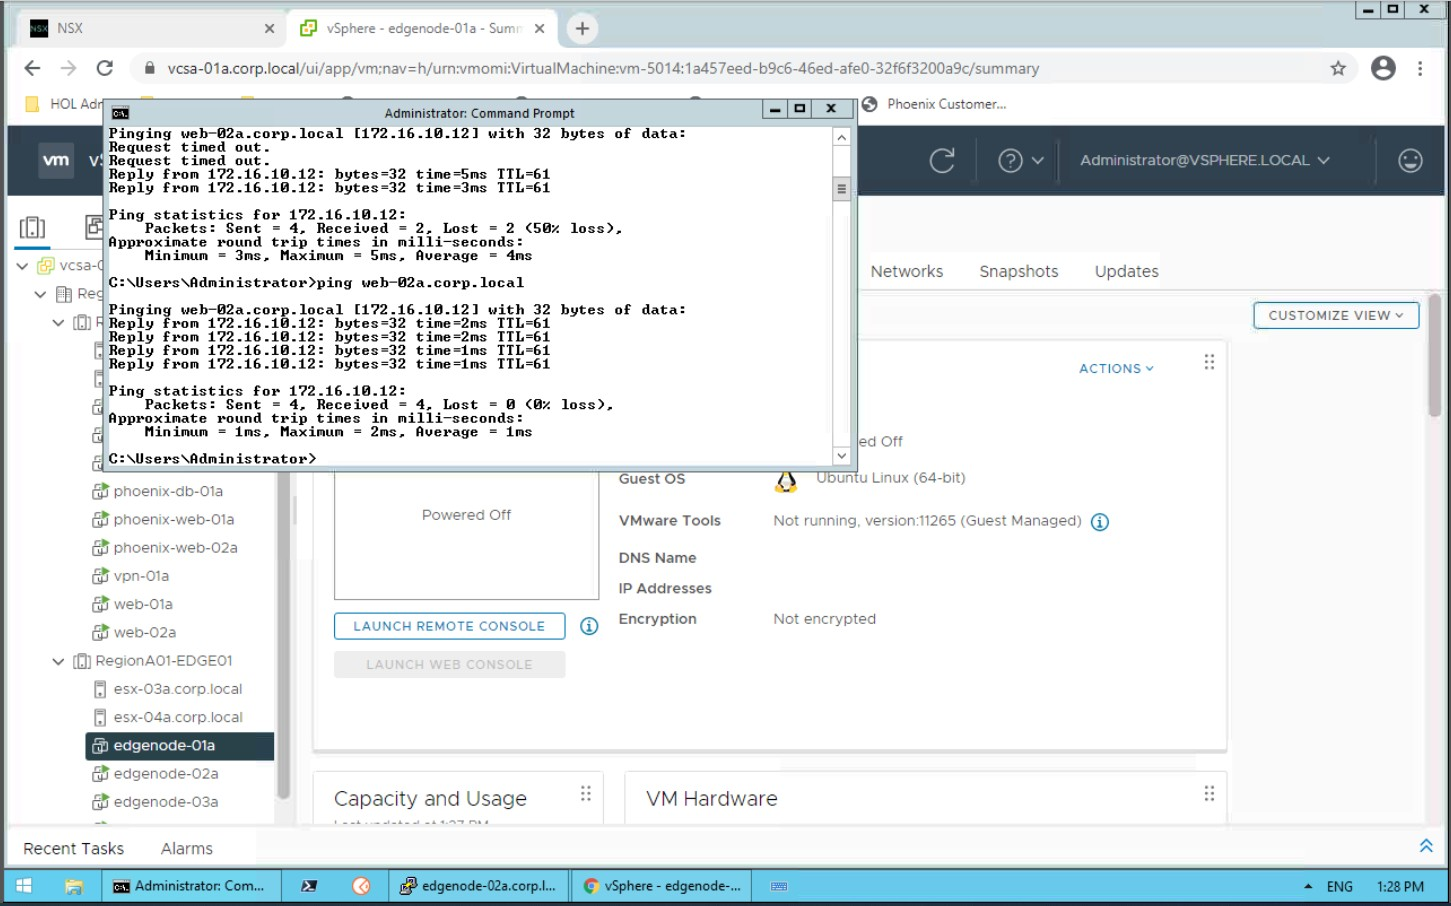 NSX
NSX
vSphere - edgenode-01a - Summ
vcsa-01a.corp.local/ui/app/vm;nav=h/urn:vmomi:VirtualMachine:vm-5014:1a457eed-b9c6-46ed-afe0-32f6f3200a9c/summary
HOL Adm
Phoenix Customer...
Administrator: Command Prompt
Pinging web-02a.corp.local [172.16.10.12] with 32 bytes of data:
Request timed out.
Request timed out.
Reply from 172.16.10.12: bytes=32 time=5ms TTL=61
Reply from 172.16.10.12: bytes=32 time=3ms TTL=61
Ping statistics for 172.16.10.12:
Packets: Sent = 4, Received = 2, Lost = 2 (50% loss),
Approximate round trip times in milli-seconds:
Minimum = 3ms, Maximum = 5ms, Average = 4ms
C:\Users\Administrator>ping web-02a.corp.local
Pinging web-02a.corp.local [172.16.10.12] with 32 bytes of data:
Reply from 172.16.10.12: bytes=32 time=2ms TTL=61
Reply from 172.16.10.12: bytes=32 time=2ms TTL=61
Reply from 172.16.10.12: bytes=32 time=1ms TTL=61
Reply from 172.16.10.12: bytes=32 time=1ms TTL=61
Ping statistics for 172.16.10.12:
Packets: Sent = 4, Received = 4, Lost = 0 (0% loss),
Approximate round trip times in milli-seconds:
Minimum = 1ms, Maximum = 2ms, Average = 1ms
C:\Users\Administrator>
vm
Administrator@VSPHERE.LOCAL
vcsa-0
Reg
Networks Snapshots Updates
CUSTOMIZE VIEW
ACTIONS
ed Off
Guest OS Ubuntu Linux (64-bit)
Powered Off
VMware Tools Not running, version:11265 (Guest Managed)
DNS Name
IP Addresses
Encryption Not encrypted
LAUNCH REMOTE CONSOLE
LAUNCH WEB CONSOLE
phoenix-db-01a
phoenix-web-01a
phoenix-web-02a
vpn-01a
web-01a
web-02a
RegionA01-EDGE01
esx-03a.corp.local
esx-04a.corp.local
edgenode-01a
edgenode-02a
edgenode-03a
Capacity and Usage
Last updated at 1:27 PM
VM Hardware
Recent Tasks Alarms
Administrator: Com...
edgenode-02a.corp.l...
vSphere - edgenode-...
ENG
1:28 PM